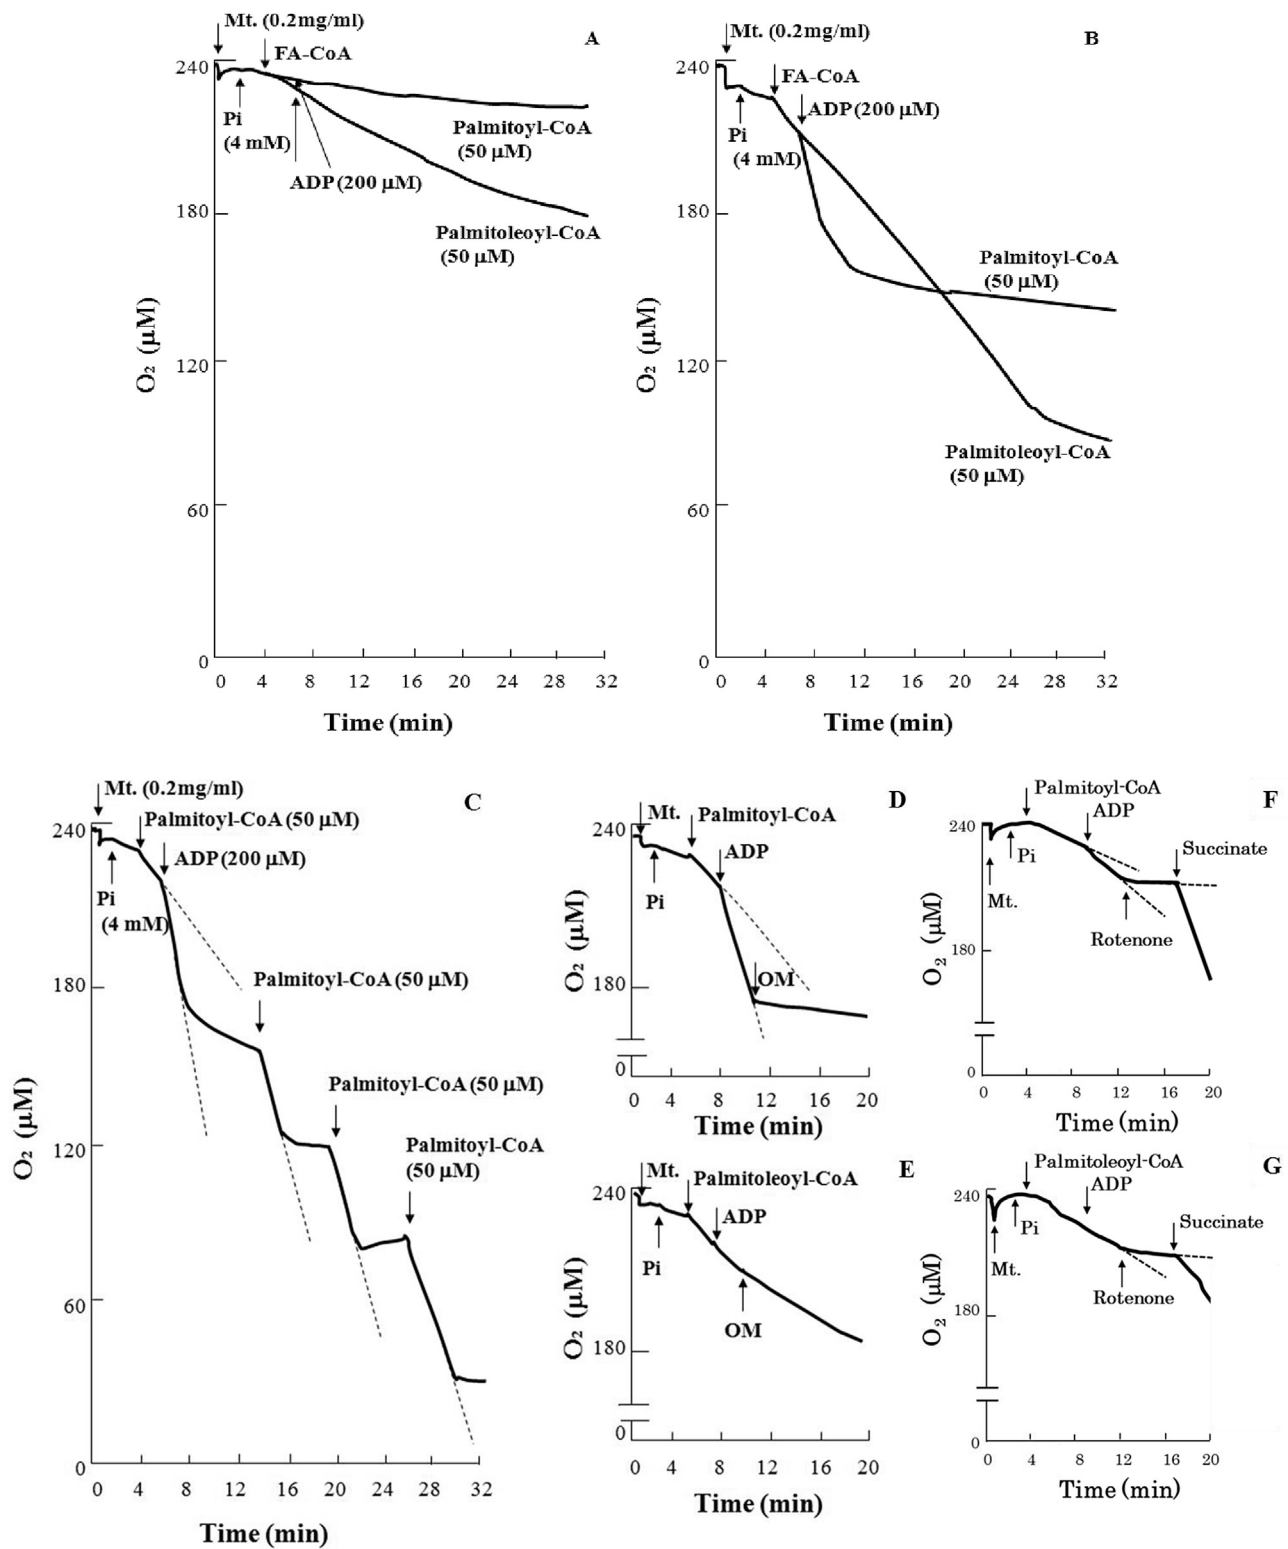 A
Mt. (0.2mg/ml)
FA-CoA
240
Pi
(4 mM)
Palmitoyl-CoA
(50 µM)
ADP (200 µM)
180
Palmitoleoyl-CoA
(50 µM)
O₂ (µM)
120
60
0
0 4 8 12 16 20 24 28 32
Time (min)
B
Mt. (0.2mg/ml)
FA-CoA
240
ADP (200 µM)
Pi
(4 mM)
180
Palmitoyl-CoA
(50 µM)
O₂ (µM)
120
Palmitoleoyl-CoA
(50 µM)
60
0
0 4 8 12 16 20 24 28 32
Time (min)
C
Mt. (0.2mg/ml)
Palmitoyl-CoA (50 µM)
240
ADP (200 µM)
Pi
(4 mM)
Palmitoyl-CoA (50 µM)
180
Palmitoyl-CoA (50 µM)
O₂ (µM)
120
Palmitoyl-CoA
(50 µM)
60
0
0 4 8 12 16 20 24 28 32
Time (min)
D
Mt.
Palmitoyl-CoA
240
ADP
Pi
O₂ (µM)
OM
180
0
0 4 8 12 16 20
Time (min)
E
Mt.
Palmitoleoyl-CoA
240
ADP
Pi
OM
O₂ (µM)
180
0
0 4 8 12 16 20
Time (min)
F
Palmitoyl-CoA
ADP
240
Succinate
Pi
Mt.
Rotenone
O₂ (µM)
180
0
0 4 8 12 16 20
Time (min)
G
Palmitoleoyl-CoA
ADP
240
Succinate
Pi
Mt.
Rotenone
O₂ (µM)
180
0
0 4 8 12 16 20
Time (min)